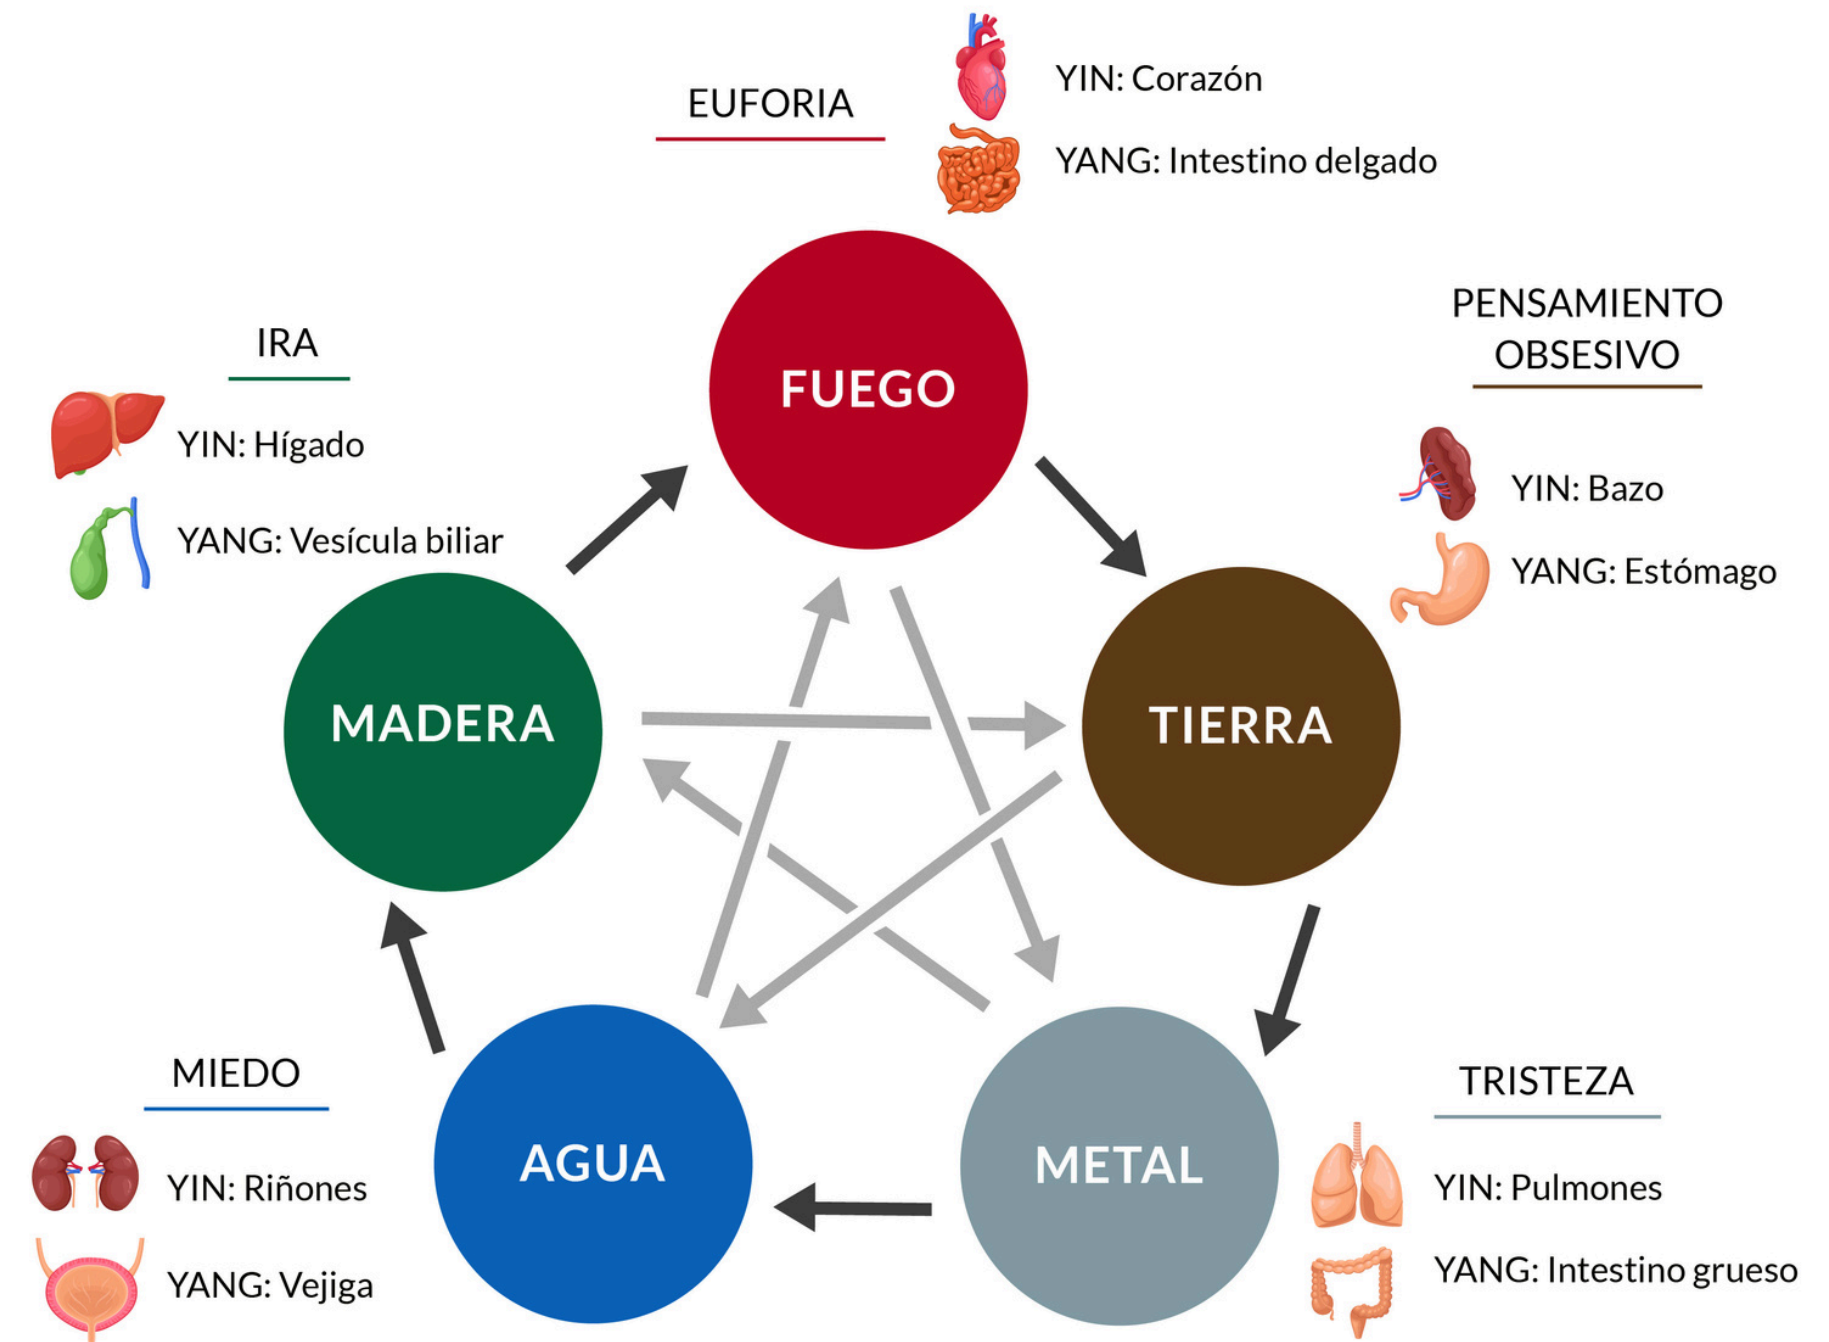 EUFORIA
YIN: Corazón
YANG: Intestino delgado
FUEGO
PENSAMIENTO
OBSESIVO
YIN: Bazo
YANG: Estómago
TIERRA
IRA
YIN: Hígado
YANG: Vesícula biliar
MADERA
MIEDO
YIN: Riñones
YANG: Vejiga
AGUA
METAL
TRISTEZA
YIN: Pulmones
YANG: Intestino grueso